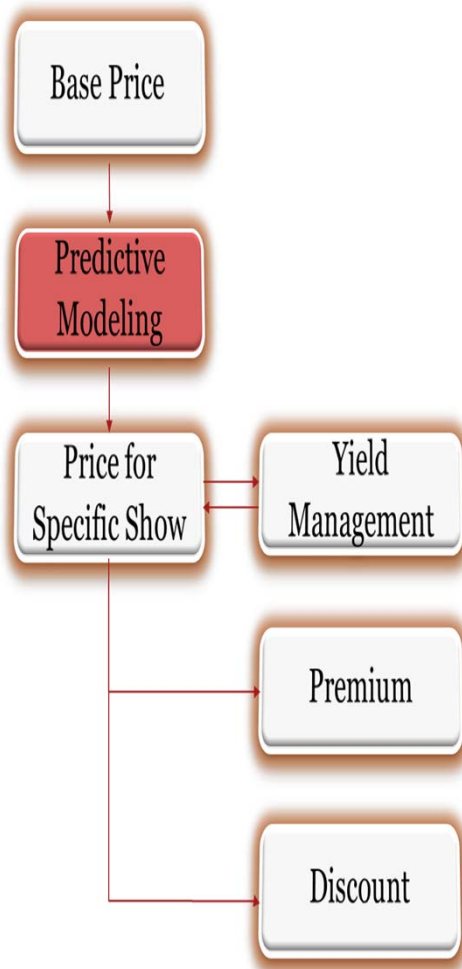 Base Price
Predictive
Modeling
Price for
Specific Show
Yield
Management
Premium
Discount